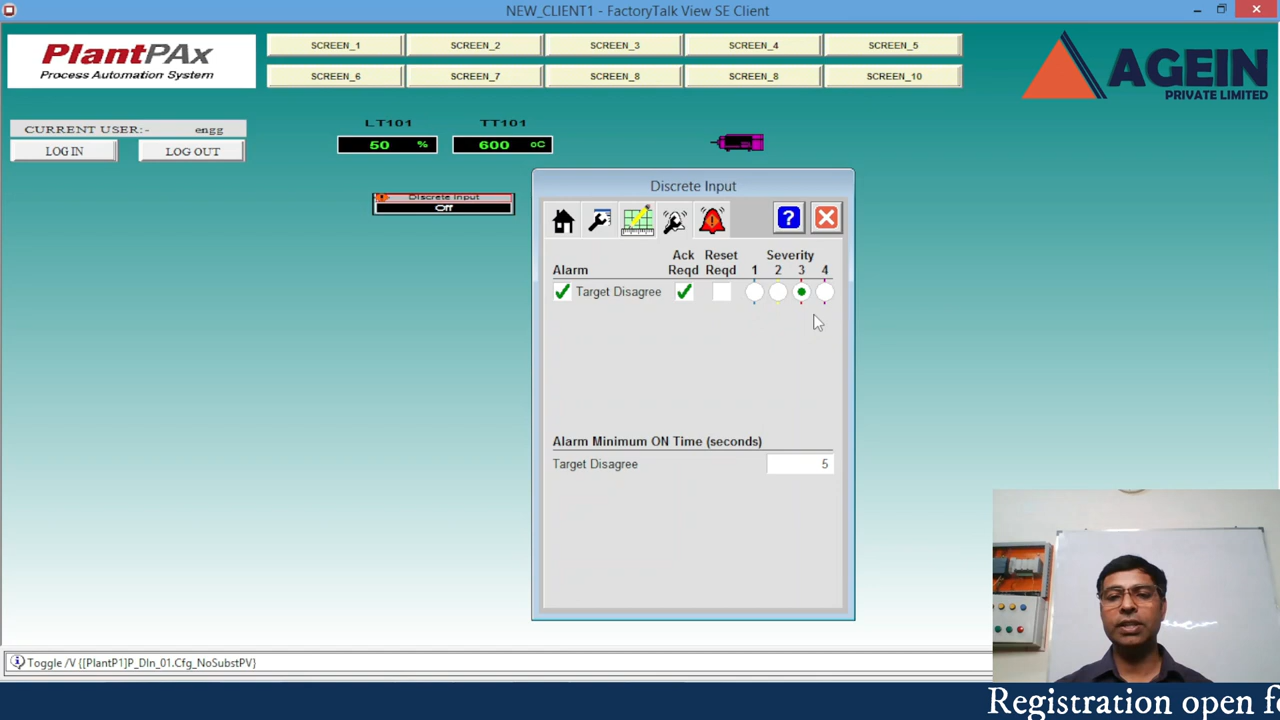 NEW_CLIENT1 - FactoryTalk View SE Client
PlantPAx
Process Automation System
SCREEN_1
SCREEN_2
SCREEN_3
SCREEN_4
SCREEN_5
SCREEN_6
SCREEN_7
SCREEN_8
SCREEN_8
SCREEN_10
AGEIN
PRIVATE LIMITED
CURRENT USER:- engg
LOG IN
LOG OUT
LT101
50 %
TT101
600 oC
Discrete Input
Off
Discrete Input
?
Alarm
Ack Reqd
Reset Reqd
Severity
1 2 3 4
Target Disagree
Alarm Minimum ON Time (seconds)
Target Disagree 5
Toggle /V {[PlantP1]P_DIn_01.Cfg_NoSubstPV}
Registration open f